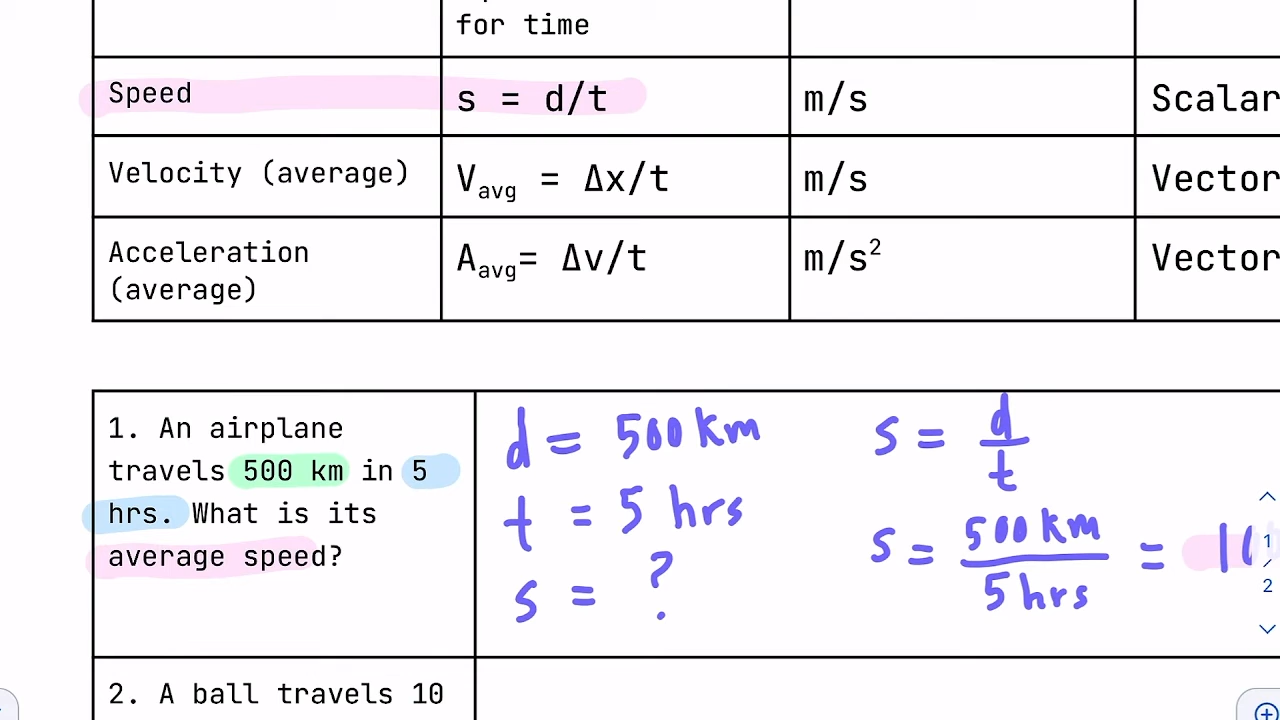 for time
Speed
s = d/t
m/s
Scalar
Velocity (average)
Vavg = Δx/t
m/s
Vector
Acceleration
(average)
Aavg= Δv/t
m/s²
Vector
1. An airplane
travels 500 km in 5
hrs. What is its
average speed?
d = 500 km
t = 5 hrs
s = ?
s = d/t
s = 500 km/5 hrs =
1
/
2
2. A ball travels 10